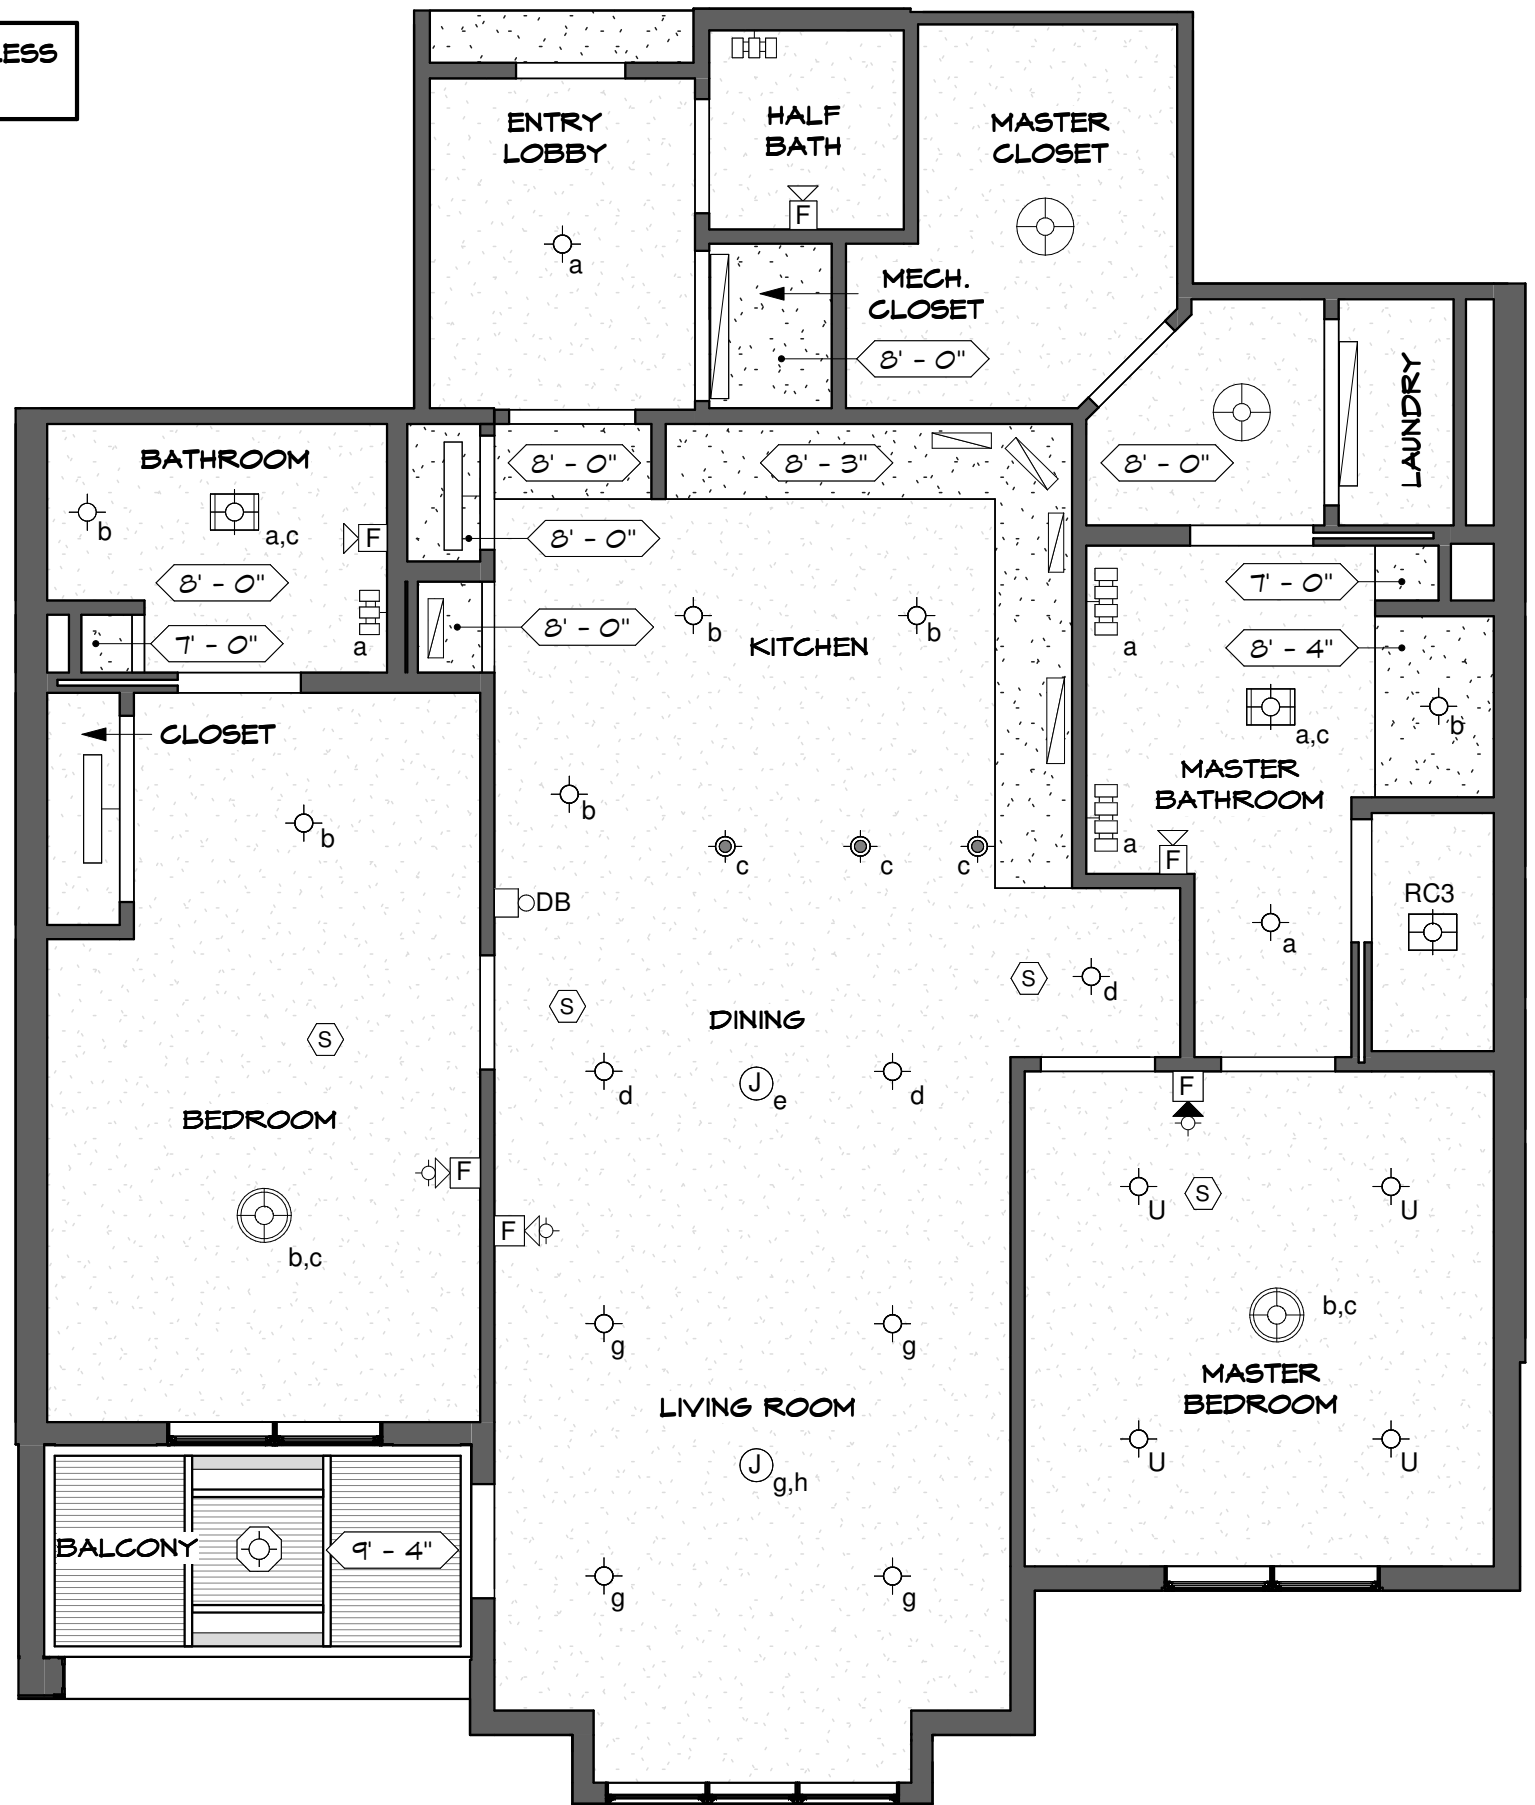 LESS
ENTRY
LOBBY
a
HALF
BATH
F
MASTER
CLOSET
MECH.
CLOSET
8' - 0"
LAUNDRY
8' - 0"
BATHROOM
b
a,c
F
8' - 0"
7' - 0"
a
8' - 0"
8' - 3"
8' - 0"
8' - 0"
b
b
KITCHEN
b
c
c
c
DB
7' - 0"
8' - 4"
a
a,c
b
MASTER
BATHROOM
a
F
a
RC3
CLOSET
b
S
BEDROOM
F
b,c
S
DINING
S
d
d
J
e
d
F
g
g
LIVING ROOM
J
g,h
g
g
F
U
S
U
b,c
MASTER
BEDROOM
U
U
BALCONY
9' - 4"